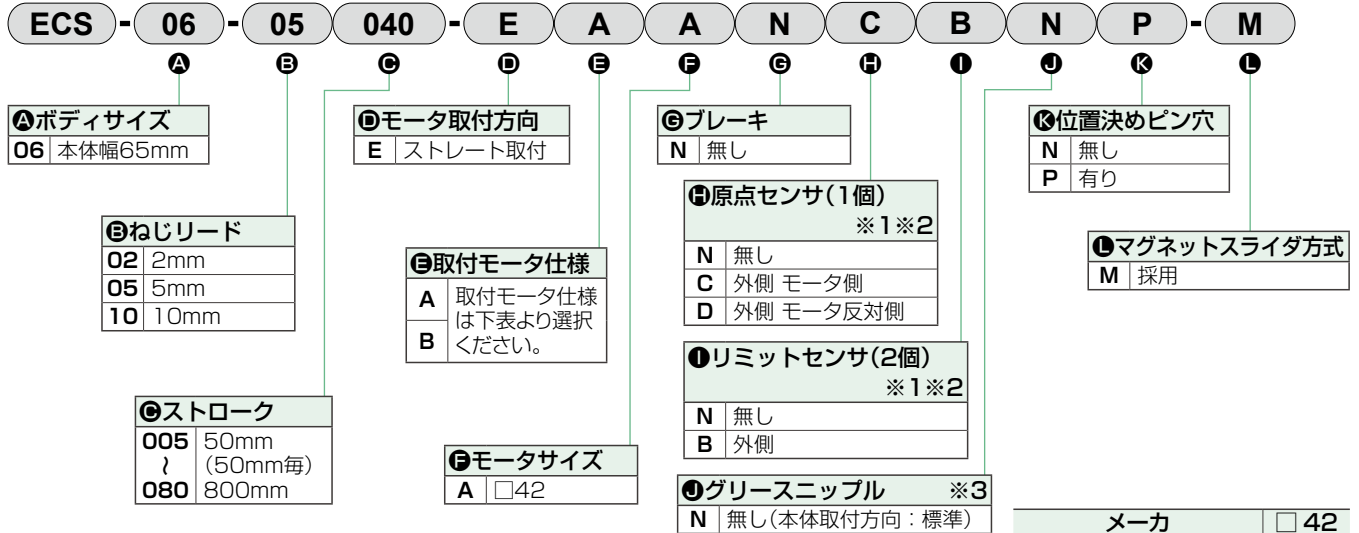 ECS - 06 - 05 040 - E A A N C B N P - M
Ⓐ Ⓑ Ⓒ Ⓓ Ⓔ Ⓕ Ⓖ Ⓗ Ⓘ Ⓙ Ⓚ Ⓛ
Ⓐボディサイズ
06 本体幅65mm
Ⓑねじリード
02 2mm
05 5mm
10 10mm
Ⓒストローク
005 50mm
〜 (50mm毎)
080 800mm
Ⓓモータ取付方向
E ストレート取付
Ⓔ取付モータ仕様
A 取付モータ仕様
は下表より選択
B ください。
Ⓕモータサイズ
A □42
Ⓖブレーキ
N 無し
Ⓗ原点センサ(1個)
※1※2
N 無し
C 外側 モータ側
D 外側 モータ反対側
Ⓘリミットセンサ(2個)
※1※2
N 無し
B 外側
Ⓙグリースニップル ※3
N 無し(本体取付方向：標準)
Ⓚ位置決めピン穴
N 無し
P 有り
Ⓛマグネットスライダ方式
M 採用
メーカ □42